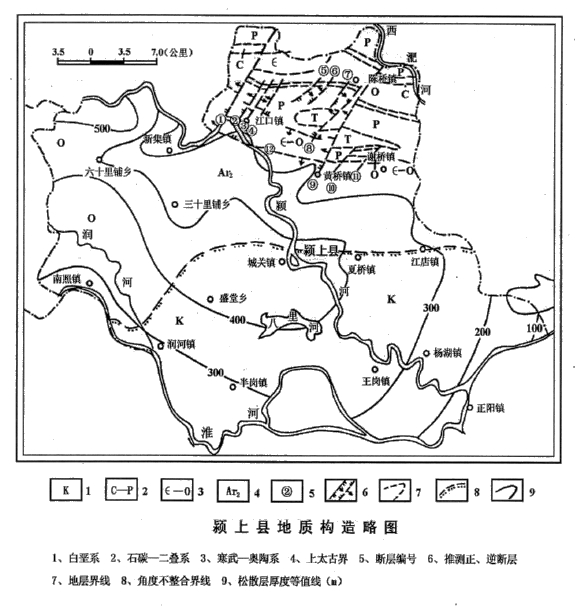 3.5 0 3.5 7.0(公里)
西
淝
河
P
P
C
∈
P
⑤⑥⑦
陈桥镇
O
P
C
500
①②③④
江口镇
P
T
P
新集镇
⑫
∈-O
⑧
T
谢桥镇
O
Ar₂
P
O
∈-O
六十里铺乡
⑨
黄桥镇
⑪
⑩
三十里铺乡
颍
O
润
颍上县
江店镇
城关镇
夏桥镇
南照镇
河
河
盛堂乡
K
300
八里河
K
400
200
100
润河镇
杨湖镇
300
半岗镇
王岗镇
正阳镇
淮
河
K 1 C-P 2 ∈-O 3 Ar₂ 4 ② 5 6 7 8 9
颍上县地质构造略图
1、白垩系 2、石碳—二叠系 3、寒武—奥陶系 4、上太古界 5、断层编号 6、推测正、逆断层
7、地层界线 8、角度不整合界线 9、松散层厚度等值线(m)